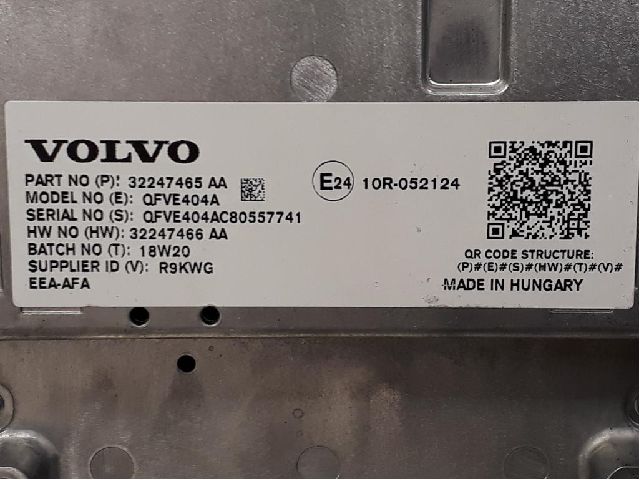 VOLVO
PART NO (P): 32247465 AA
MODEL NO (E): QFVE404A
SERIAL NO (S): QFVE404AC80557741
HW NO (HW): 32247466 AA
BATCH NO (T): 18W20
SUPPLIER ID (V): R9KWG
EEA-AFA
E24 10R-052124
QR CODE STRUCTURE:
(P)#(E)#(S)#(HW)#(T)#(V)#
MADE IN HUNGARY